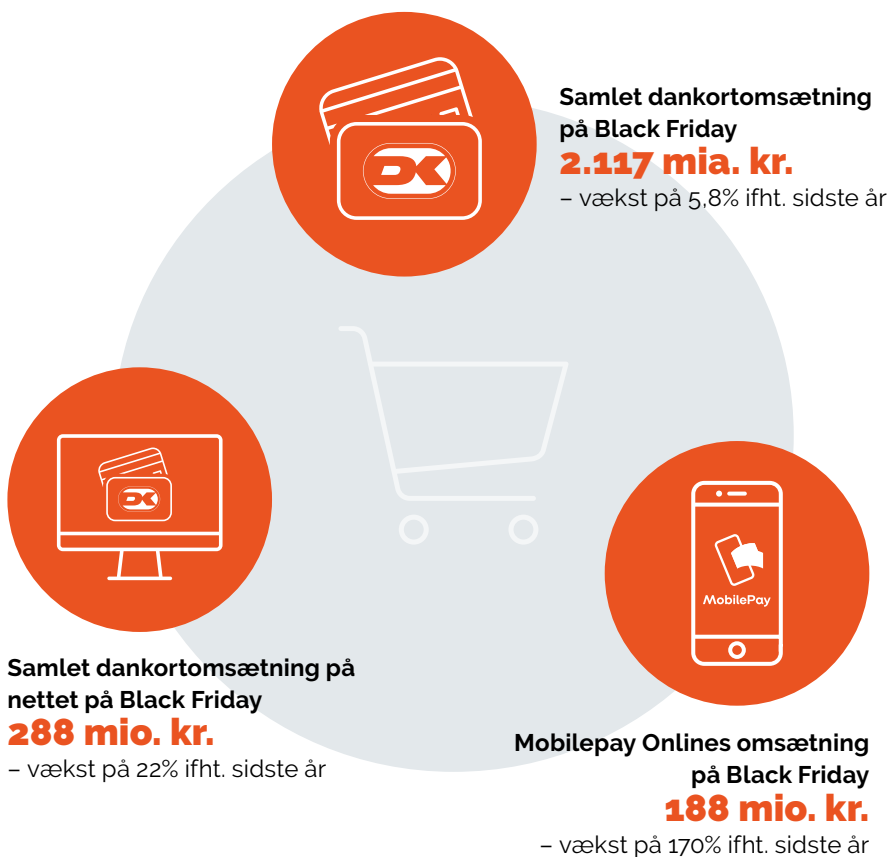 Samlet dankortomsætning
på Black Friday
2.117 mia. kr.
– vækst på 5,8% ifht. sidste år
DK
DK
MobilePay
Samlet dankortomsætning på
nettet på Black Friday
288 mio. kr.
– vækst på 22% ifht. sidste år
Mobilepay Onlines omsætning
på Black Friday
188 mio. kr.
– vækst på 170% ifht. sidste år